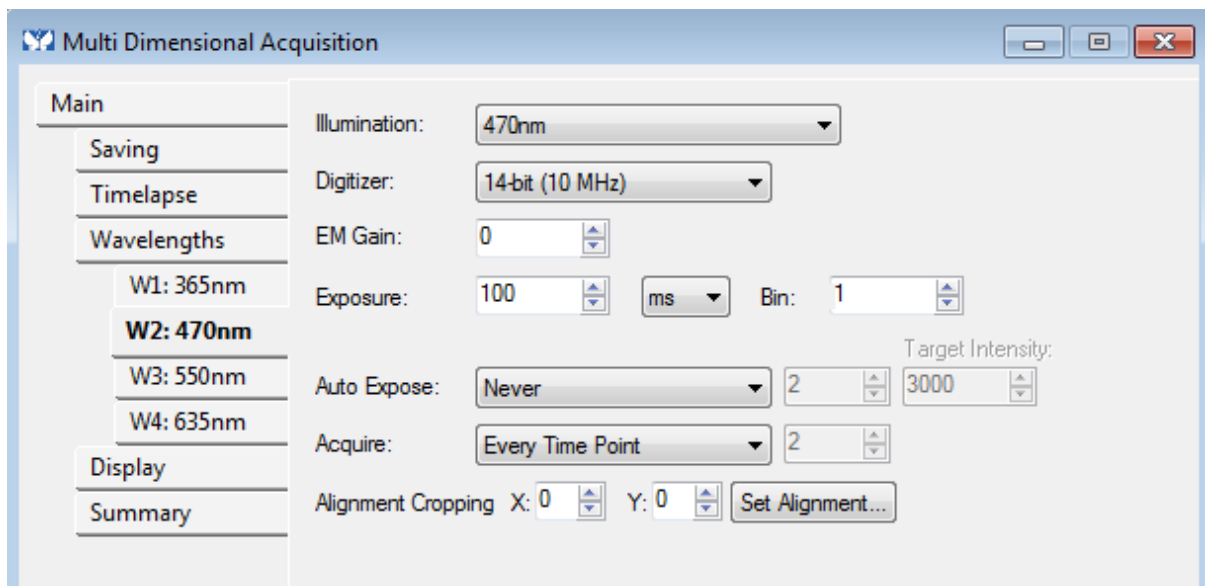 Multi Dimensional Acquisition
Main
Saving
Timelapse
Wavelengths
W1: 365nm
W2: 470nm
W3: 550nm
W4: 635nm
Display
Summary
Illumination: 470nm
Digitizer: 14-bit (10 MHz)
EM Gain: 0
Exposure: 100 ms Bin: 1
Target Intensity:
Auto Expose: Never 2 3000
Acquire: Every Time Point 2
Alignment Cropping X: 0 Y: 0 Set Alignment...